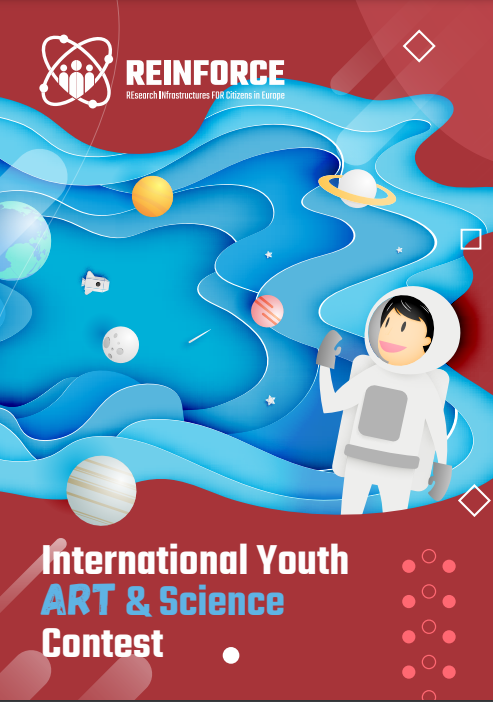 REINFORCE
REsearch INfrastructures FOR Citizens in Europe
International Youth
ART & Science
Contest